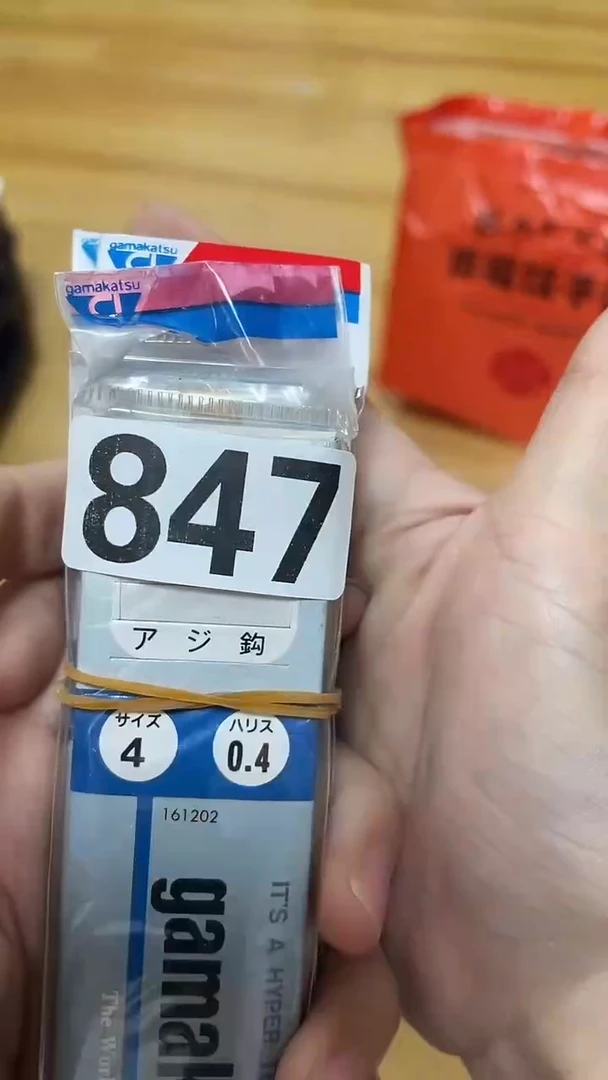 gamakatsu
gamakatsu
847
アジ鈎
サイズ
4
ハリス
0.4
161202
gamak
IT'S A HYPER
The Worl